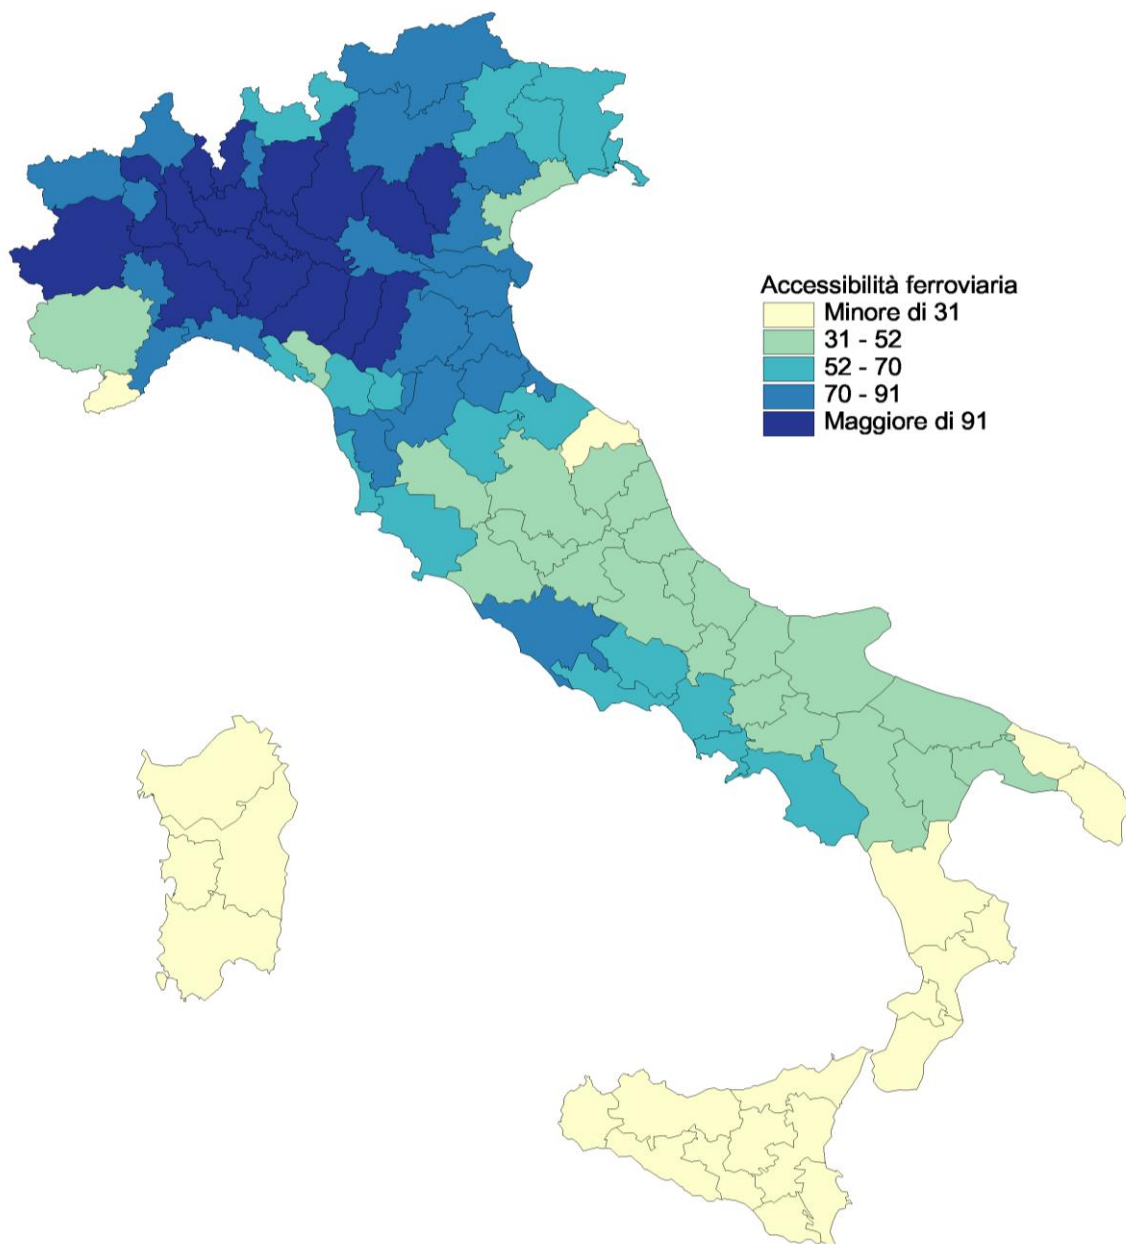 Accessibilità ferroviaria
Minore di 31
31 - 52
52 - 70
70 - 91
Maggiore di 91